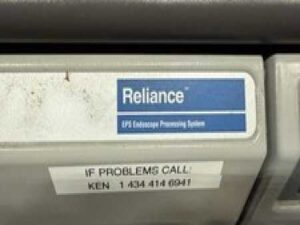 Reliance™
EPS Endoscope Processing System
IF PROBLEMS CALL:
KEN 1 434 414 6941